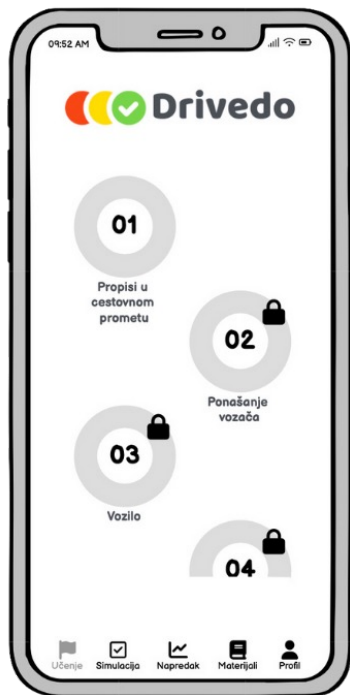 09:52 AM
Drivedo
01
Propisi u
cestovnom
prometu
02
Ponašanje
vozača
03
Vozilo
04
Učenje Simulacija Napredak Materijali Profil